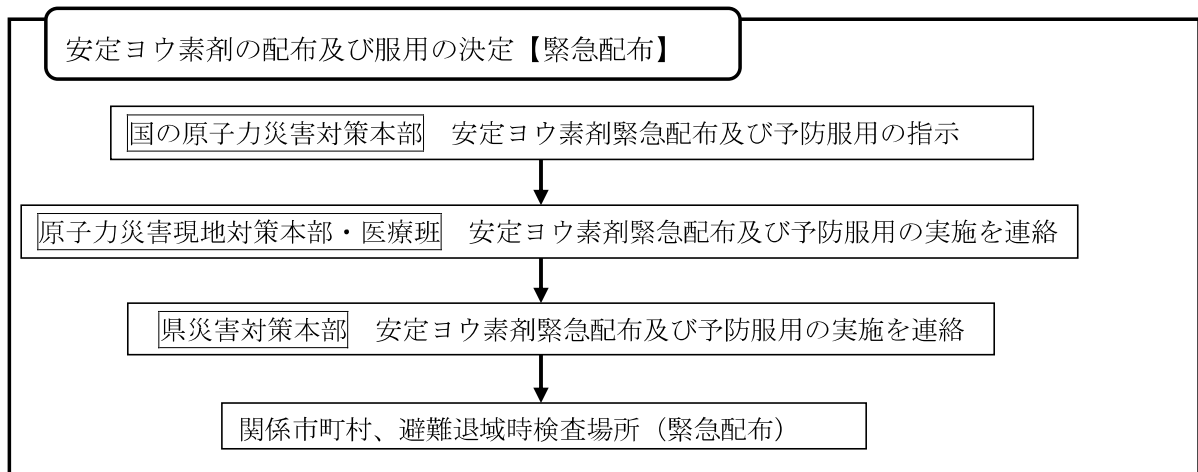 安定ヨウ素剤の配布及び服用の決定【緊急配布】
国の原子力災害対策本部 安定ヨウ素剤緊急配布及び予防服用の指示
原子力災害現地対策本部・医療班 安定ヨウ素剤緊急配布及び予防服用の実施を連絡
県災害対策本部 安定ヨウ素剤緊急配布及び予防服用の実施を連絡
関係市町村、避難退域時検査場所（緊急配布）